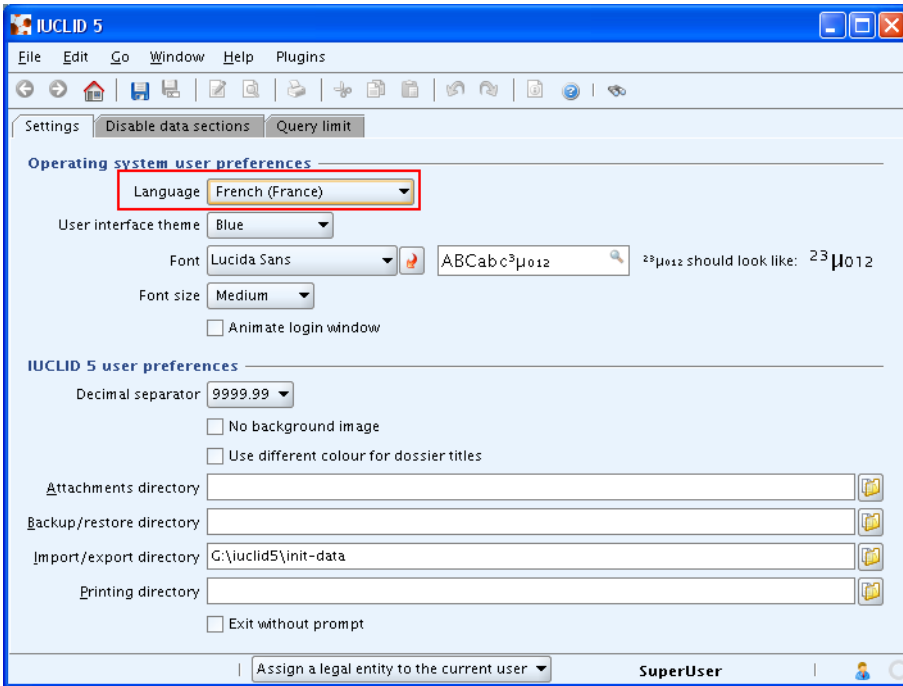 IUCLID 5
File Edit Go Window Help Plugins
Settings Disable data sections Query limit
Operating system user preferences
Language French (France)
User interface theme Blue
Font Lucida Sans ABCabc³μ₀₁₂ ²³μ₀₁₂ should look like: ²³μ₀₁₂
Font size Medium
Animate login window
IUCLID 5 user preferences
Decimal separator 9999.99
No background image
Use different colour for dossier titles
Attachments directory
Backup/restore directory
Import/export directory G:\iuclid5\init-data
Printing directory
Exit without prompt
Assign a legal entity to the current user SuperUser